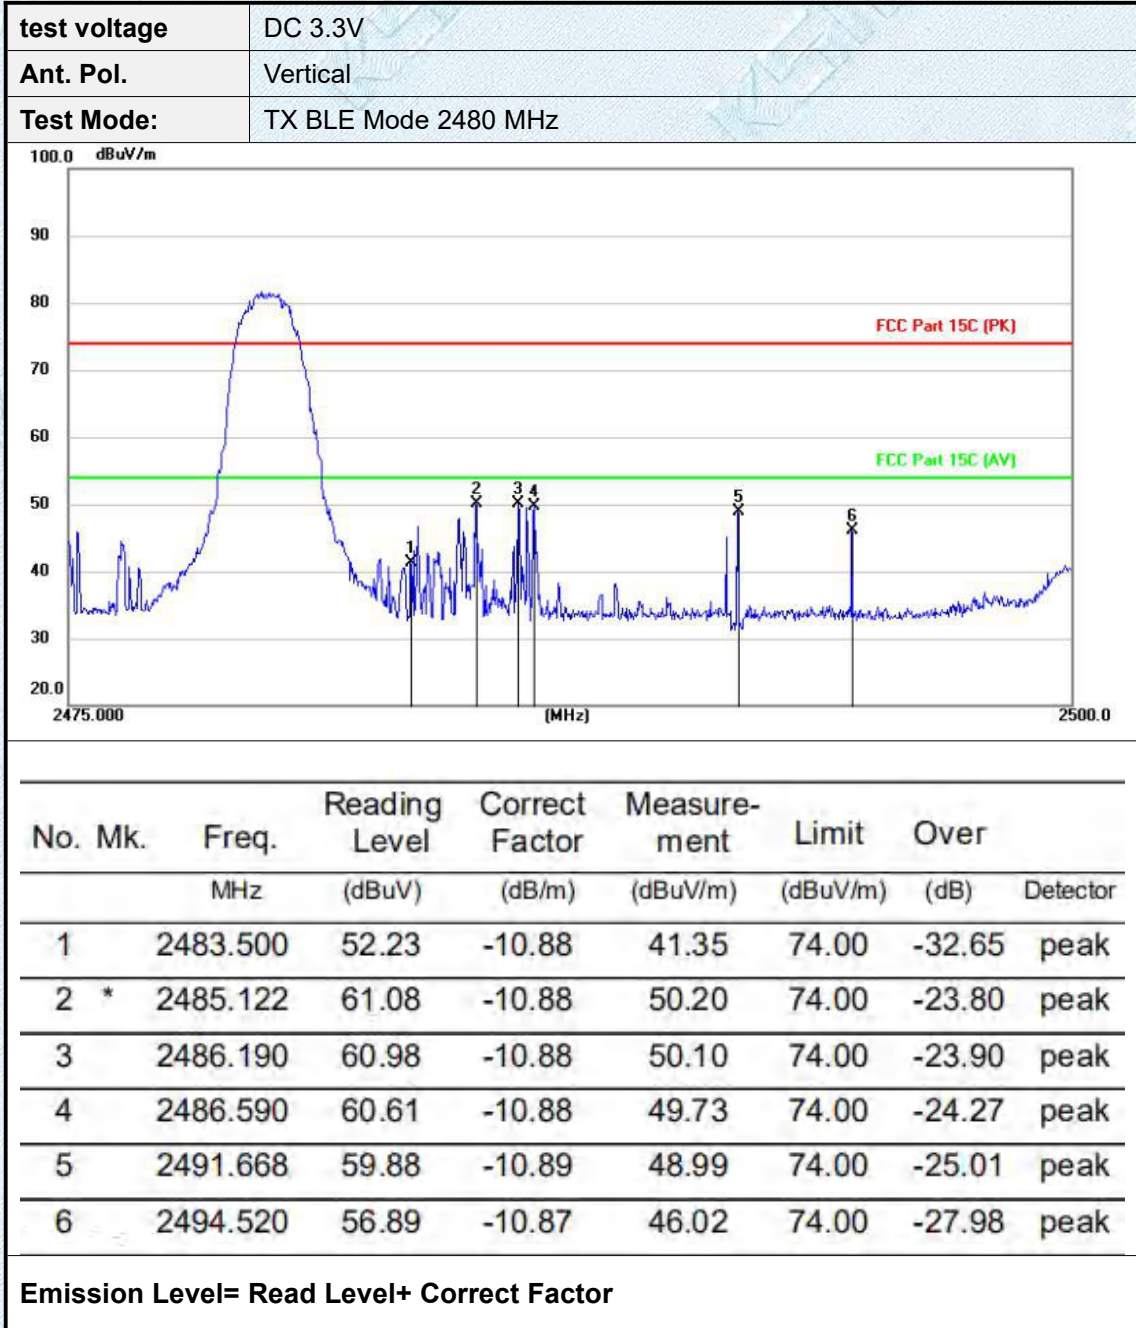 test voltage DC 3.3V
Ant. Pol. Vertical
Test Mode: TX BLE Mode 2480 MHz
100.0 dBuV/m
90
80
FCC Part 15C (PK)
70
60
FCC Part 15C (AV)
50
1 2 3 4 5 6
40
30
20.0
2475.000 (MHz) 2500.0
No. Mk. Freq. Reading Level Correct Factor Measure-ment Limit Over
MHz (dBuV) (dB/m) (dBuV/m) (dBuV/m) (dB) Detector
1 2483.500 52.23 -10.88 41.35 74.00 -32.65 peak
2 * 2485.122 61.08 -10.88 50.20 74.00 -23.80 peak
3 2486.190 60.98 -10.88 50.10 74.00 -23.90 peak
4 2486.590 60.61 -10.88 49.73 74.00 -24.27 peak
5 2491.668 59.88 -10.89 48.99 74.00 -25.01 peak
6 2494.520 56.89 -10.87 46.02 74.00 -27.98 peak
Emission Level= Read Level+ Correct Factor